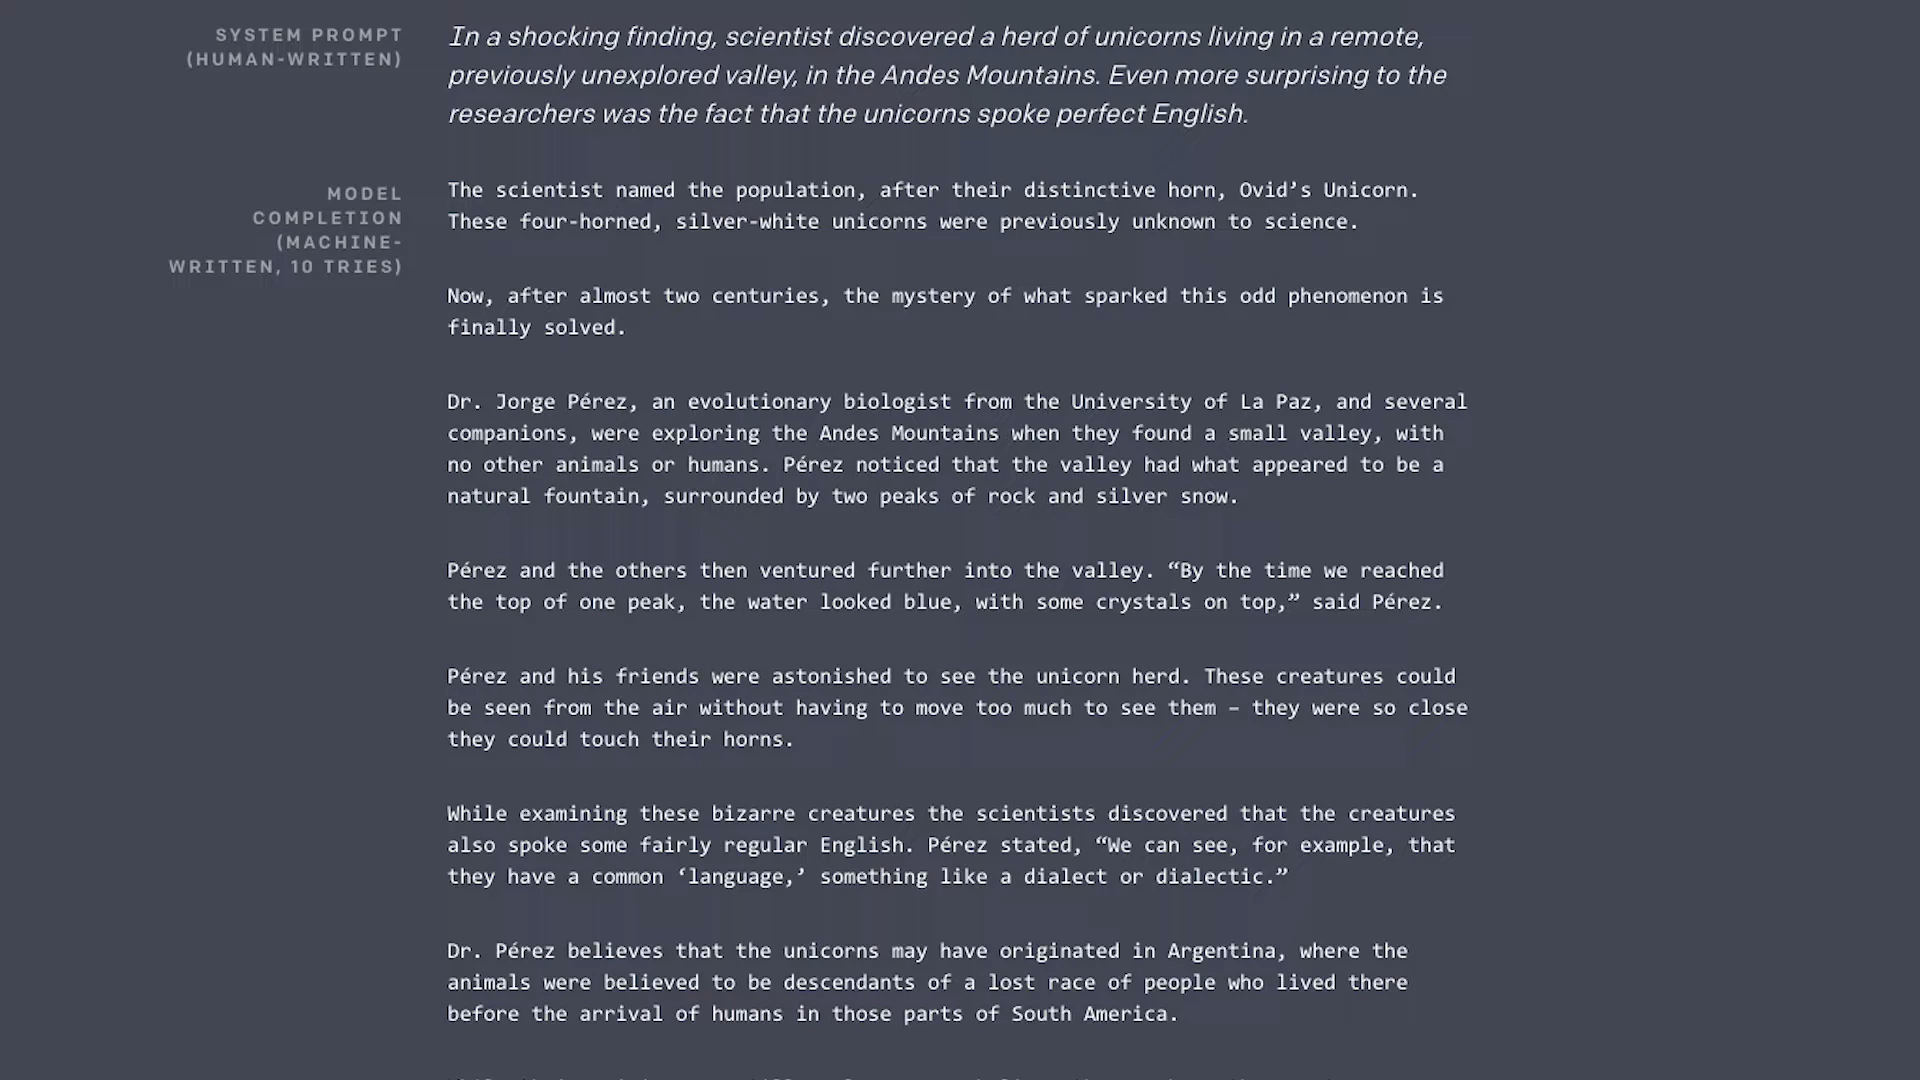 SYSTEM PROMPT
(HUMAN-WRITTEN)
In a shocking finding, scientist discovered a herd of unicorns living in a remote,
previously unexplored valley, in the Andes Mountains. Even more surprising to the
researchers was the fact that the unicorns spoke perfect English.
MODEL
COMPLETION
(MACHINE-
WRITTEN, 10 TRIES)
The scientist named the population, after their distinctive horn, Ovid’s Unicorn.
These four-horned, silver-white unicorns were previously unknown to science.
Now, after almost two centuries, the mystery of what sparked this odd phenomenon is
finally solved.
Dr. Jorge Pérez, an evolutionary biologist from the University of La Paz, and several
companions, were exploring the Andes Mountains when they found a small valley, with
no other animals or humans. Pérez noticed that the valley had what appeared to be a
natural fountain, surrounded by two peaks of rock and silver snow.
Pérez and the others then ventured further into the valley. “By the time we reached
the top of one peak, the water looked blue, with some crystals on top,” said Pérez.
Pérez and his friends were astonished to see the unicorn herd. These creatures could
be seen from the air without having to move too much to see them – they were so close
they could touch their horns.
While examining these bizarre creatures the scientists discovered that the creatures
also spoke some fairly regular English. Pérez stated, “We can see, for example, that
they have a common ‘language,’ something like a dialect or dialectic.”
Dr. Pérez believes that the unicorns may have originated in Argentina, where the
animals were believed to be descendants of a lost race of people who lived there
before the arrival of humans in those parts of South America.